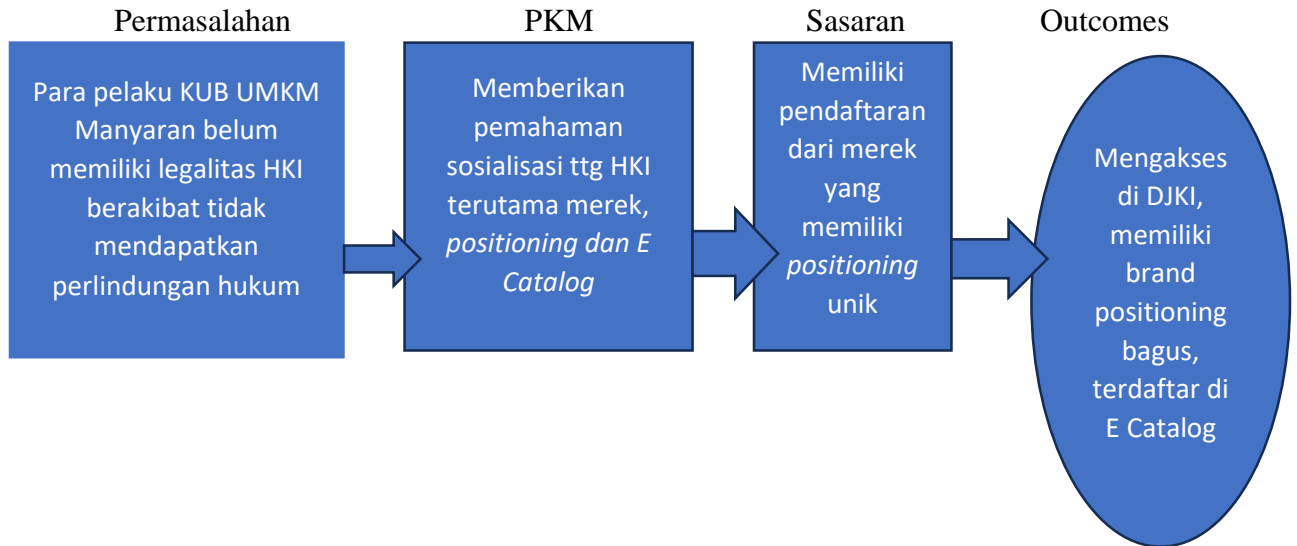 Permasalahan
PKM
Sasaran
Outcomes
Para pelaku KUB UMKM
Manyaran belum
memiliki legalitas HKI
berakibat tidak
mendapatkan
perlindungan hukum
Memberikan
pemahaman
sosialisasi ttg HKI
terutama merek,
positioning dan E
Catalog
Memiliki
pendaftaran
dari merek
yang
memiliki
positioning
unik
Mengakses
di DJKI,
memiliki
brand
positioning
bagus,
terdaftar di
E Catalog